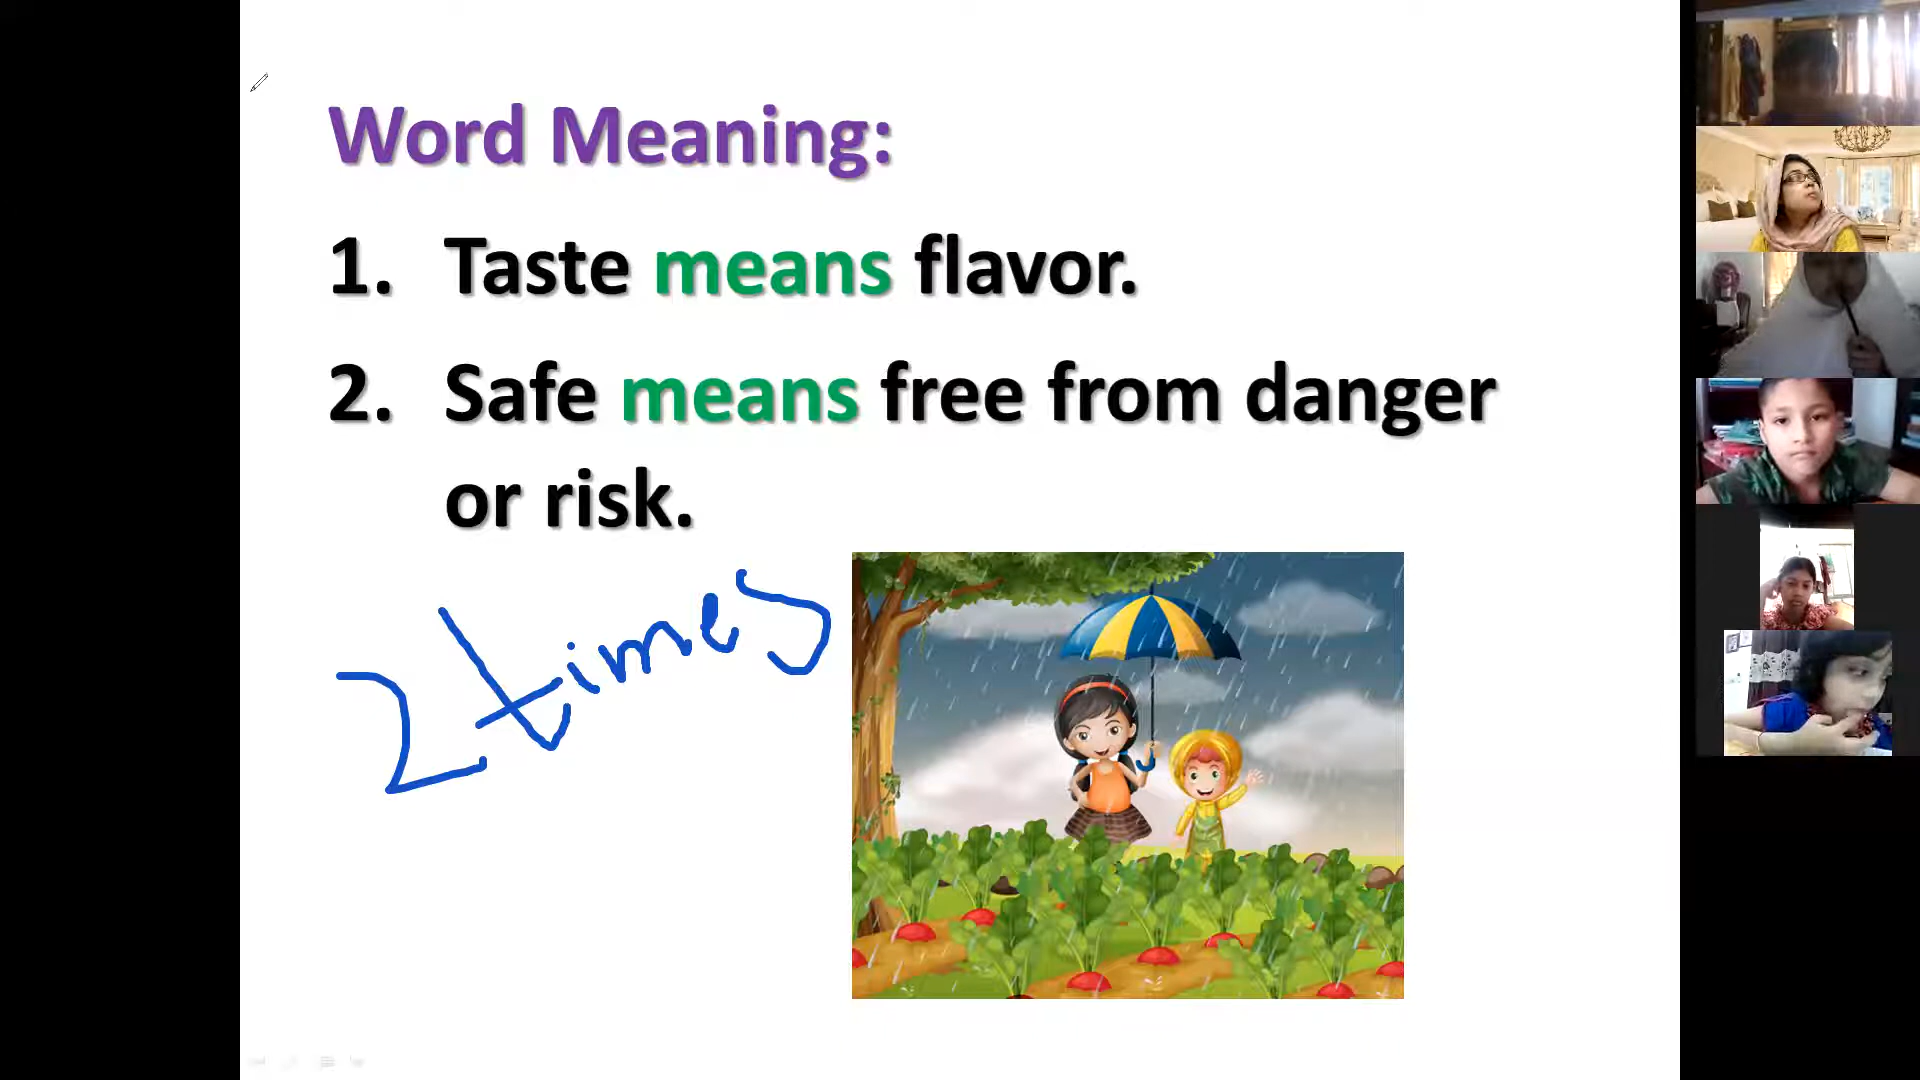 Word Meaning:
1. Taste means flavor.
2. Safe means free from danger
or risk.
2 times